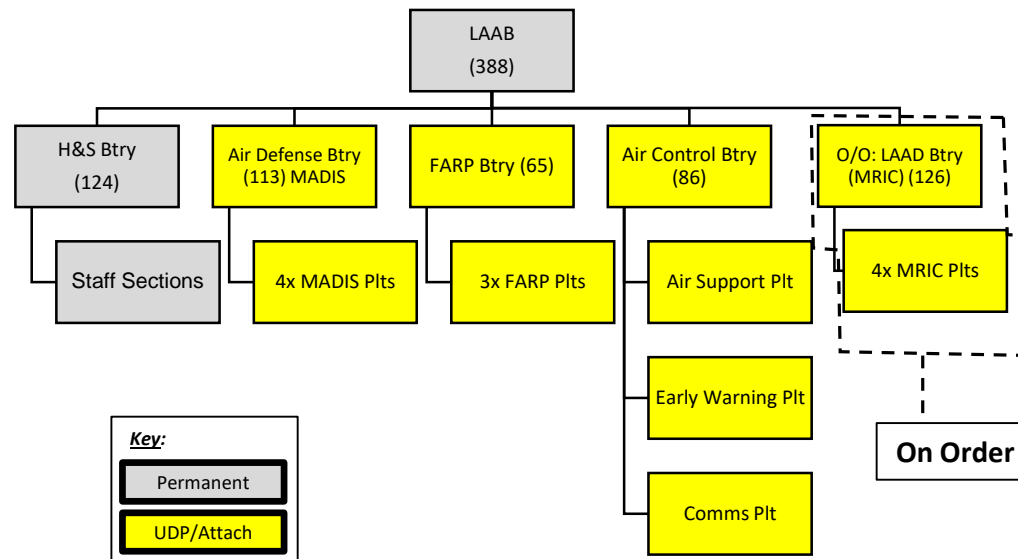 LAAB
(388)
H&S Btry
(124)
Air Defense Btry
(113) MADIS
FARP Btry (65)
Air Control Btry
(86)
O/O: LAAD Btry
(MRIC) (126)
Staff Sections
4x MADIS Plts
3x FARP Plts
Air Support Plt
4x MRIC Plts
Early Warning Plt
Comms Plt
On Order
Key:
Permanent
UDP/Attach